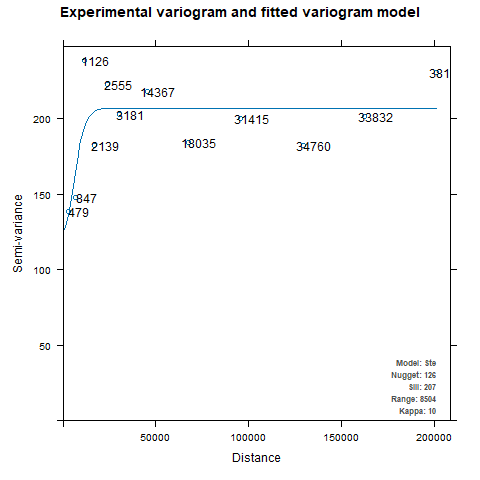 Experimental variogram and fitted variogram model
1126
381
2555
14367
3181
31415
33832
200
2139
18035
34760
150
847
479
Semi-variance
100
50
Model: Ste
Nugget: 126
Sill: 207
Range: 8504
Kappa: 10
50000 100000 150000 200000
Distance